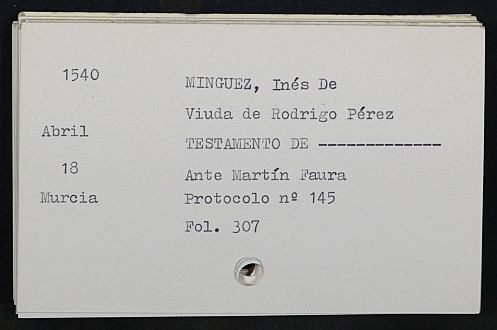 1540
MINGUEZ, Inés De
Viuda de Rodrigo Pérez
Abril
TESTAMENTO DE -------------
18
Ante Martín Faura
Murcia
Protocolo nº 145
Fol. 307